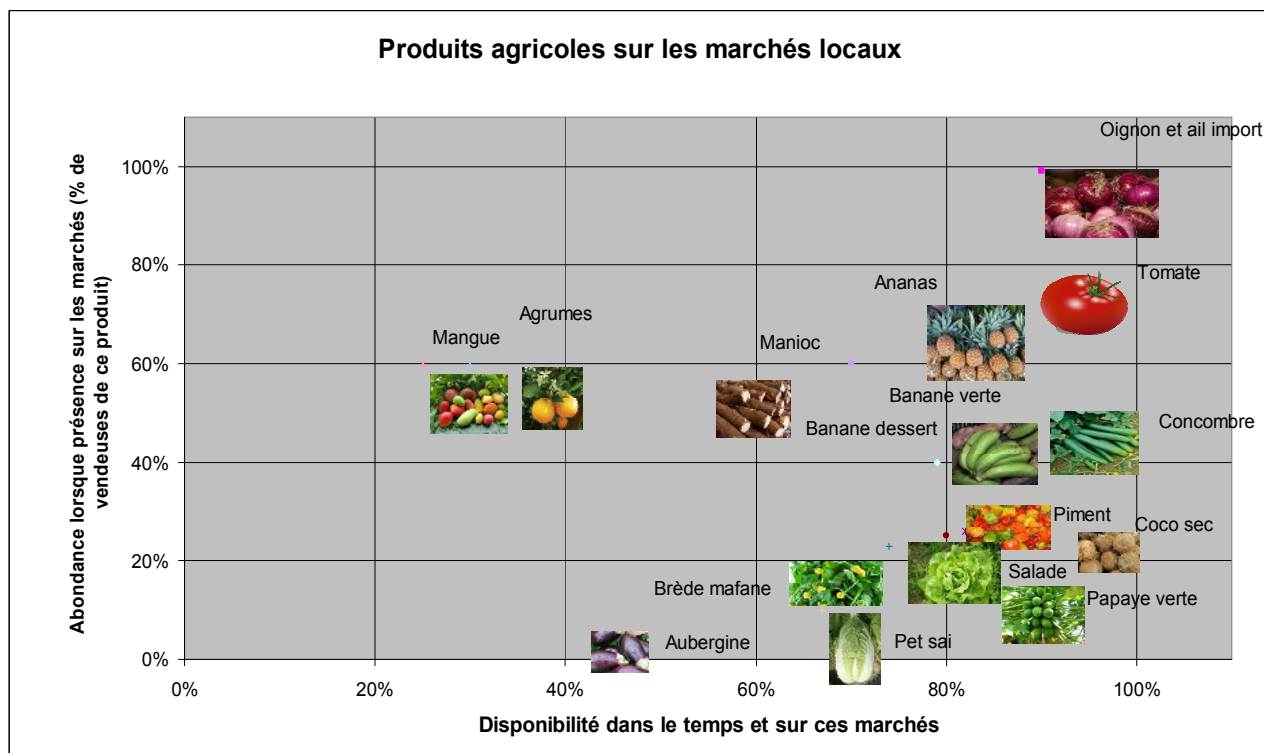 Produits agricoles sur les marchés locaux
Abondance lorsque présence sur les marchés (% de
vendeuses de ce produit)
100%
80%
60%
40%
20%
0%
Oignon et ail import
Tomate
Ananas
Agrumes
Mangue
Manioc
Banane verte
Banane dessert
Concombre
Piment
Coco sec
Salade
Brède mafane
Papaye verte
Aubergine
Pet sai
0%
20%
40%
60%
80%
100%
Disponibilité dans le temps et sur ces marchés